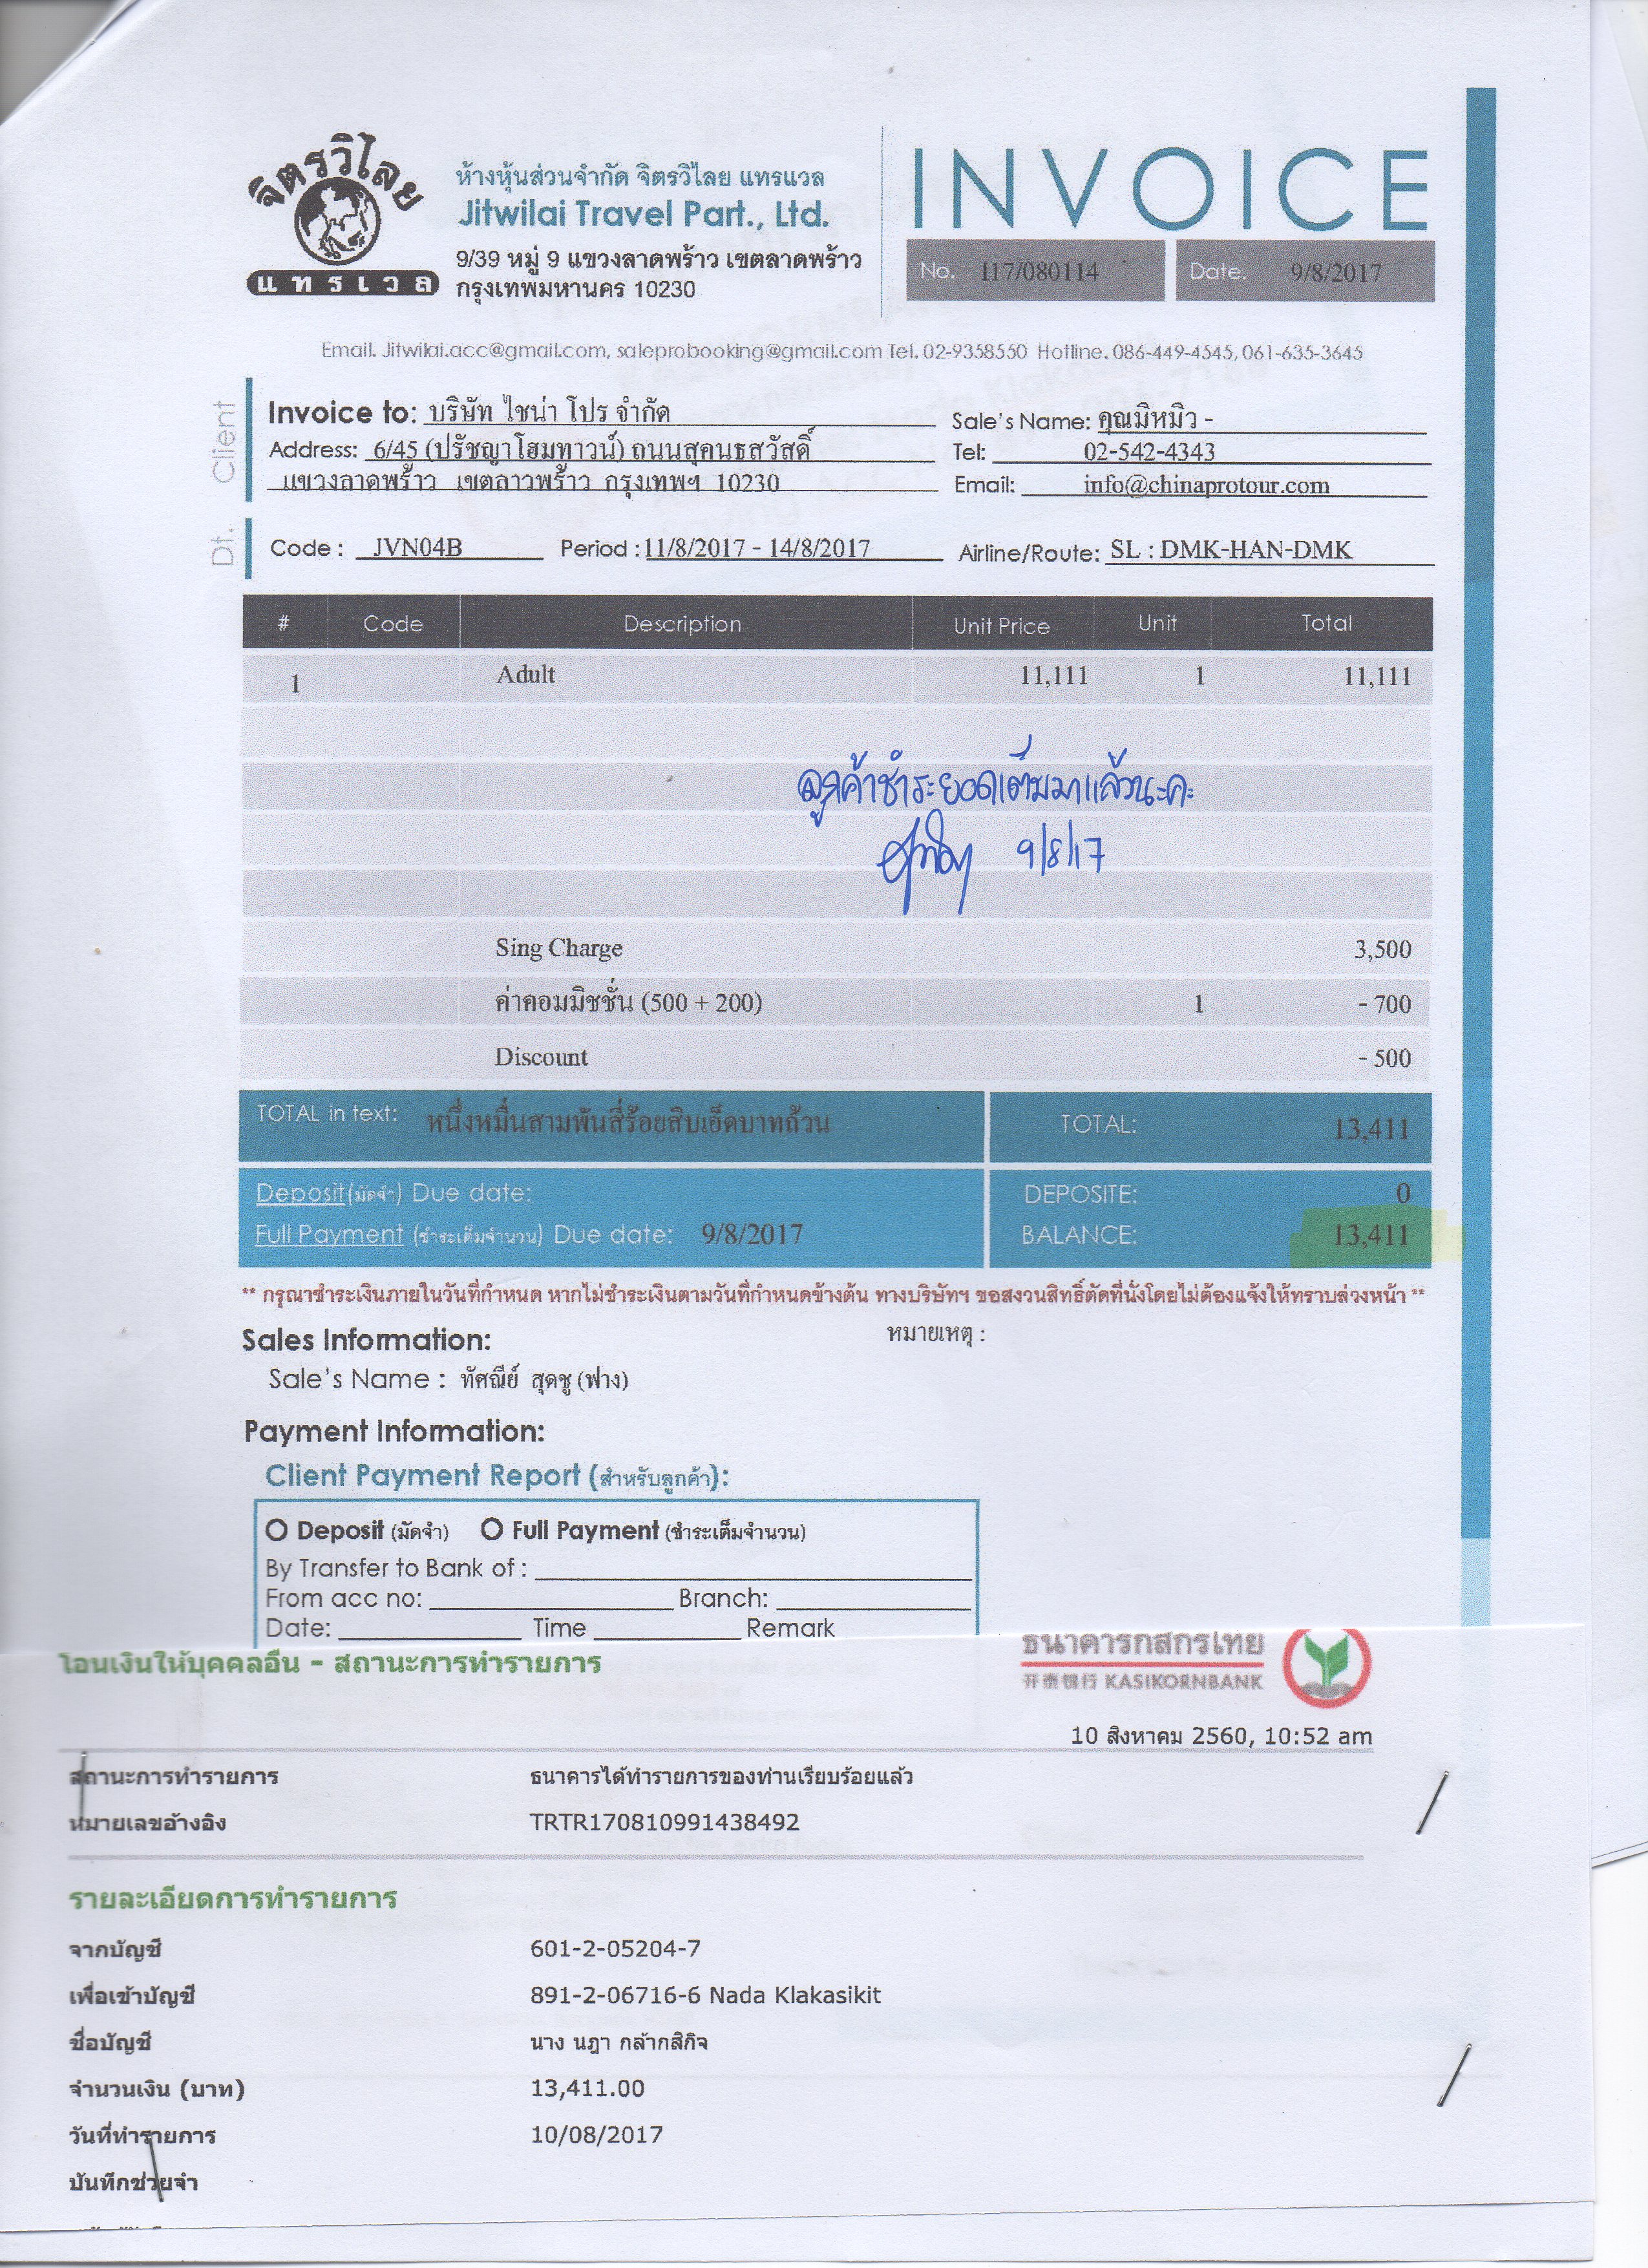 จิตรวิไลย
แทรเวล
ห้างหุ้นส่วนจำกัด จิตรวิไลย แทรแวล
Jitwilai Travel Part., Ltd.
9/39 หมู่ 9 แขวงลาดพร้าว เขตลาดพร้าว
กรุงเทพมหานคร 10230
INVOICE
No. I17/080114 Date. 9/8/2017
Email. Jitwilai.acc@gmail.com, saleprobooking@gmail.com Tel. 02-9358550 Hotline. 086-449-4545, 061-635-3645
Client
Invoice to: บริษัท ไชน่า โปร จำกัด Sale's Name: คุณมิหมิว -
Address: 6/45 (ปรัชญาโฮมทาวน์) ถนนสุคนธสวัสดิ์ Tel: 02-542-4343
แขวงลาดพร้าว เขตลาวพร้าว กรุงเทพฯ 10230 Email: info@chinaprotour.com
Dt.
Code : JVN04B Period : 11/8/2017 - 14/8/2017 Airline/Route: SL : DMK-HAN-DMK
# Code Description Unit Price Unit Total
1 Adult 11,111 1 11,111
ลูกค้าชำระยอดเต็มมาแล้วนะคะ
9/8/17
Sing Charge 3,500
ค่าคอมมิชชั่น (500 + 200) 1 - 700
Discount - 500
TOTAL in text: หนึ่งหมื่นสามพันสี่ร้อยสิบเอ็ดบาทถ้วน TOTAL: 13,411
Deposit(มัดจำ) Due date: DEPOSITE: 0
Full Payment (ชำระเต็มจำนวน) Due date: 9/8/2017 BALANCE: 13,411
** กรุณาชำระเงินภายในวันที่กำหนด หากไม่ชำระเงินตามวันที่กำหนดข้างต้น ทางบริษัทฯ ขอสงวนสิทธิ์ตัดที่นั่งโดยไม่ต้องแจ้งให้ทราบล่วงหน้า **
Sales Information: หมายเหตุ :
Sale's Name : ทัศณีย์ สุดชู (ฟาง)
Payment Information:
Client Payment Report (สำหรับลูกค้า):
Deposit (มัดจำ) Full Payment (ชำระเต็มจำนวน)
By Transfer to Bank of :
From acc no: Branch:
Date: Time Remark
โอนเงินให้บุคคลอื่น - สถานะการทำรายการ
ธนาคารกสิกรไทย
开泰银行 KASIKORNBANK
10 สิงหาคม 2560, 10:52 am
สถานะการทำรายการ ธนาคารได้ทำรายการของท่านเรียบร้อยแล้ว
หมายเลขอ้างอิง TRTR170810991438492
รายละเอียดการทำรายการ
จากบัญชี 601-2-05204-7
เพื่อเข้าบัญชี 891-2-06716-6 Nada Klakasikit
ชื่อบัญชี นาง นฎา กล้ากสิกิจ
จำนวนเงิน (บาท) 13,411.00
วันที่ทำรายการ 10/08/2017
บันทึกช่วยจำ